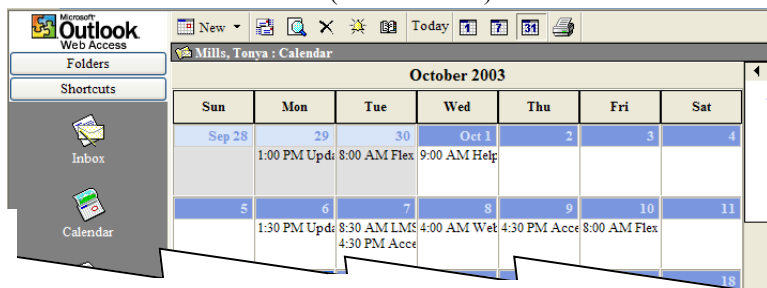 Microsoft
Outlook
Web Access
New
Today 1 7 31
Mills, Tonya : Calendar
Folders
Shortcuts
Inbox
Calendar
October 2003
Sun Mon Tue Wed Thu Fri Sat
Sep 28 29 30 Oct 1 2 3 4
1:00 PM Upda 8:00 AM Flex 9:00 AM Help
5 6 7 8 9 10 11
1:30 PM Upda 8:30 AM LMS 4:00 AM Web 4:30 PM Acce 8:00 AM Flex
4:30 PM Acce
18